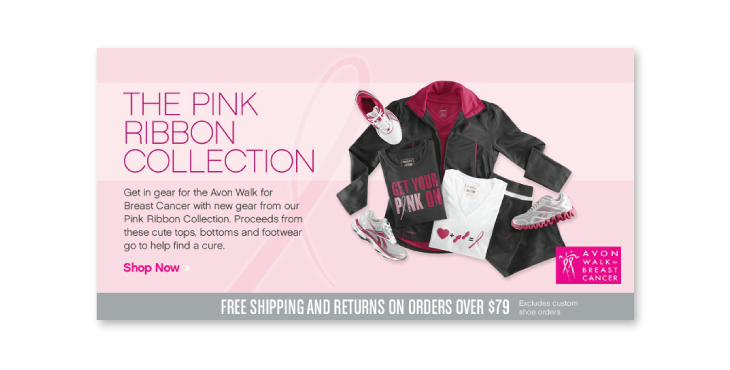 THE PINK
RIBBON
COLLECTION
Get in gear for the Avon Walk for
Breast Cancer with new gear from our
Pink Ribbon Collection. Proceeds from
these cute tops, bottoms and footwear
go to help find a cure.
Shop Now >
GET YOUR
PINK ON
AVON
WALK for
BREAST
CANCER
FREE SHIPPING AND RETURNS ON ORDERS OVER $79
Excludes custom
shoe orders